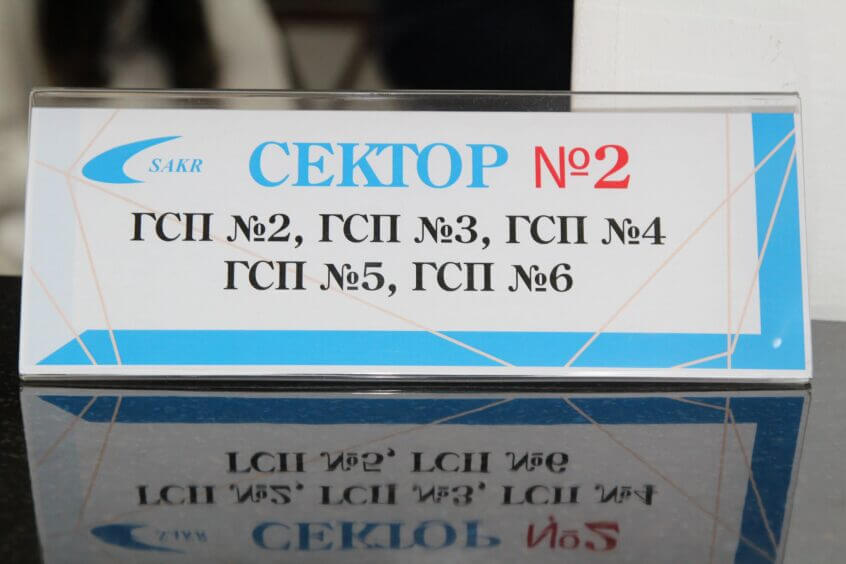 SAKR СЕКТОР №2
ГСП №2, ГСП №3, ГСП №4
ГСП №5, ГСП №6